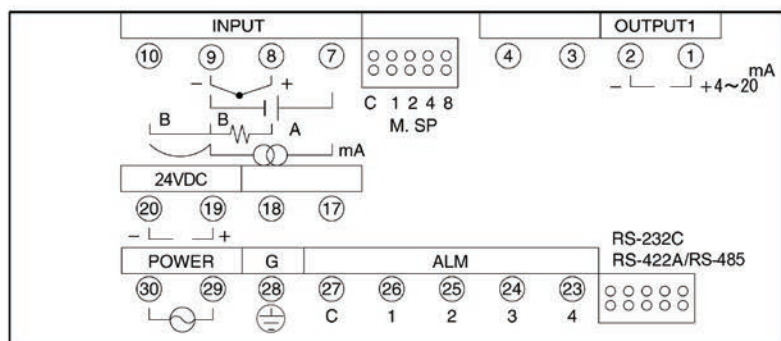 INPUT OUTPUT1
10 9 8 7 4 3 2 1
- + - +4~20 mA
C 1 2 4 8
M. SP
B B A
mA
24VDC
20 19 18 17
- +
RS-232C
RS-422A/RS-485
POWER G ALM
30 29 28 27 26 25 24 23
C 1 2 3 4